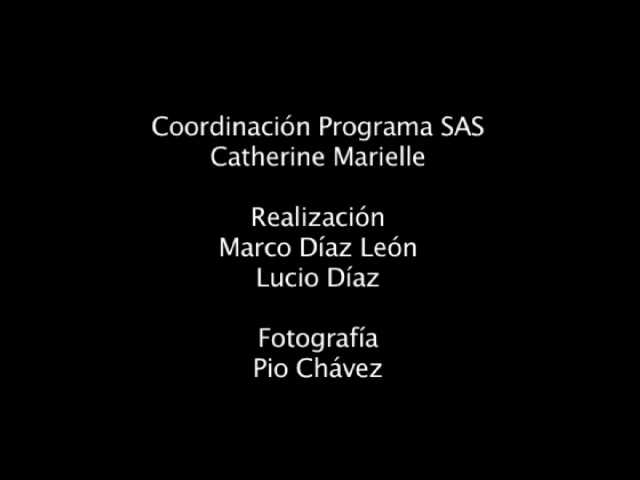 Coordinación Programa SAS
Catherine Marielle
Realización
Marco Díaz León
Lucio Díaz
Fotografía
Pio Chávez